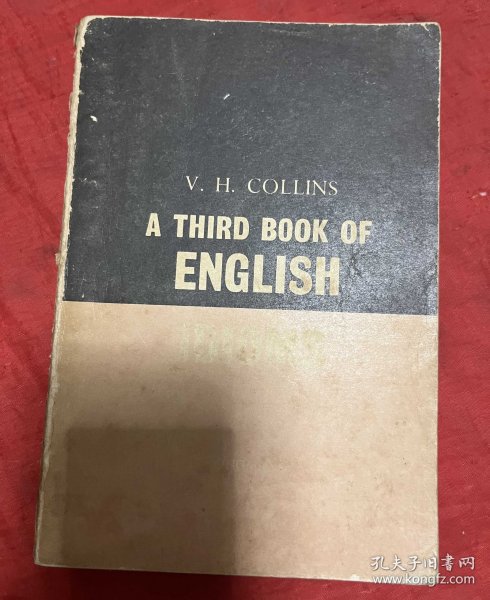 V. H. COLLINS
A THIRD BOOK OF
ENGLISH
孔夫子旧书网
www.kongfz.com